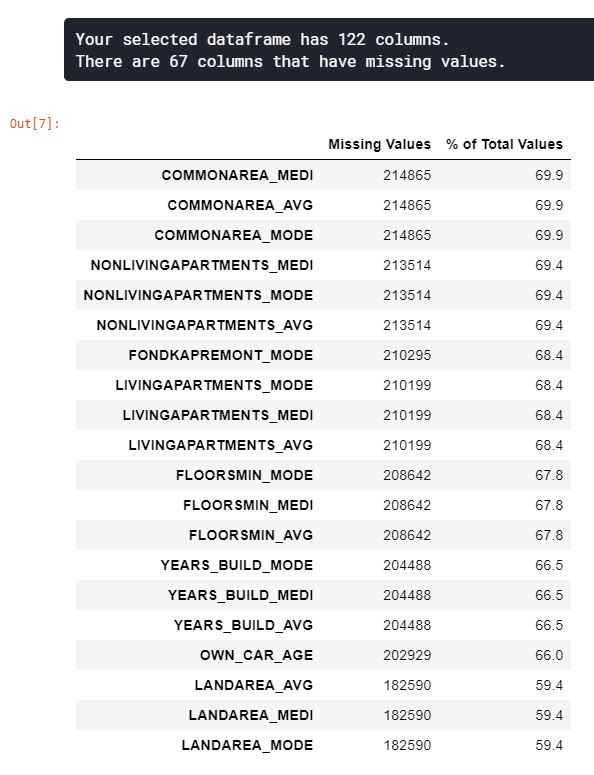 Your selected dataframe has 122 columns.
There are 67 columns that have missing values.
Out[7]:
Missing Values % of Total Values
COMMONAREA_MEDI 214865 69.9
COMMONAREA_AVG 214865 69.9
COMMONAREA_MODE 214865 69.9
NONLIVINGAPARTMENTS_MEDI 213514 69.4
NONLIVINGAPARTMENTS_MODE 213514 69.4
NONLIVINGAPARTMENTS_AVG 213514 69.4
FONDKAPREMONT_MODE 210295 68.4
LIVINGAPARTMENTS_MODE 210199 68.4
LIVINGAPARTMENTS_MEDI 210199 68.4
LIVINGAPARTMENTS_AVG 210199 68.4
FLOORSMIN_MODE 208642 67.8
FLOORSMIN_MEDI 208642 67.8
FLOORSMIN_AVG 208642 67.8
YEARS_BUILD_MODE 204488 66.5
YEARS_BUILD_MEDI 204488 66.5
YEARS_BUILD_AVG 204488 66.5
OWN_CAR_AGE 202929 66.0
LANDAREA_AVG 182590 59.4
LANDAREA_MEDI 182590 59.4
LANDAREA_MODE 182590 59.4